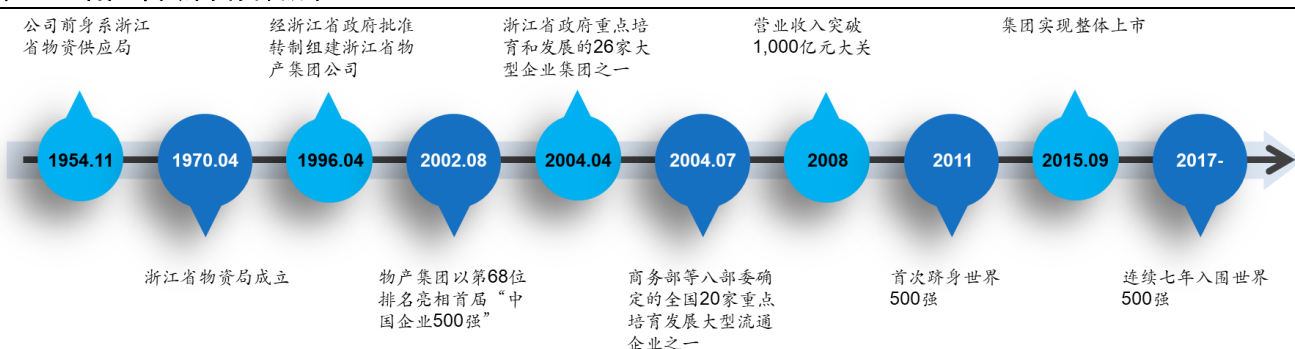 公司前身系浙江
省物资供应局
经浙江省政府批准
转制组建浙江省物
产集团公司
浙江省政府重点培
育和发展的26家大
型企业集团之一
营业收入突破
1,000亿元大关
集团实现整体上市
1954.11
1970.04
1996.04
2002.08
2004.04
2004.07
2008
2011
2015.09
2017-
浙江省物资局成立
物产集团以第68位
排名亮相首届“中
国企业500强”
商务部等八部委确
定的全国20家重点
培育发展大型流通
企业之一
首次跻身世界
500强
连续七年入围世界
500强